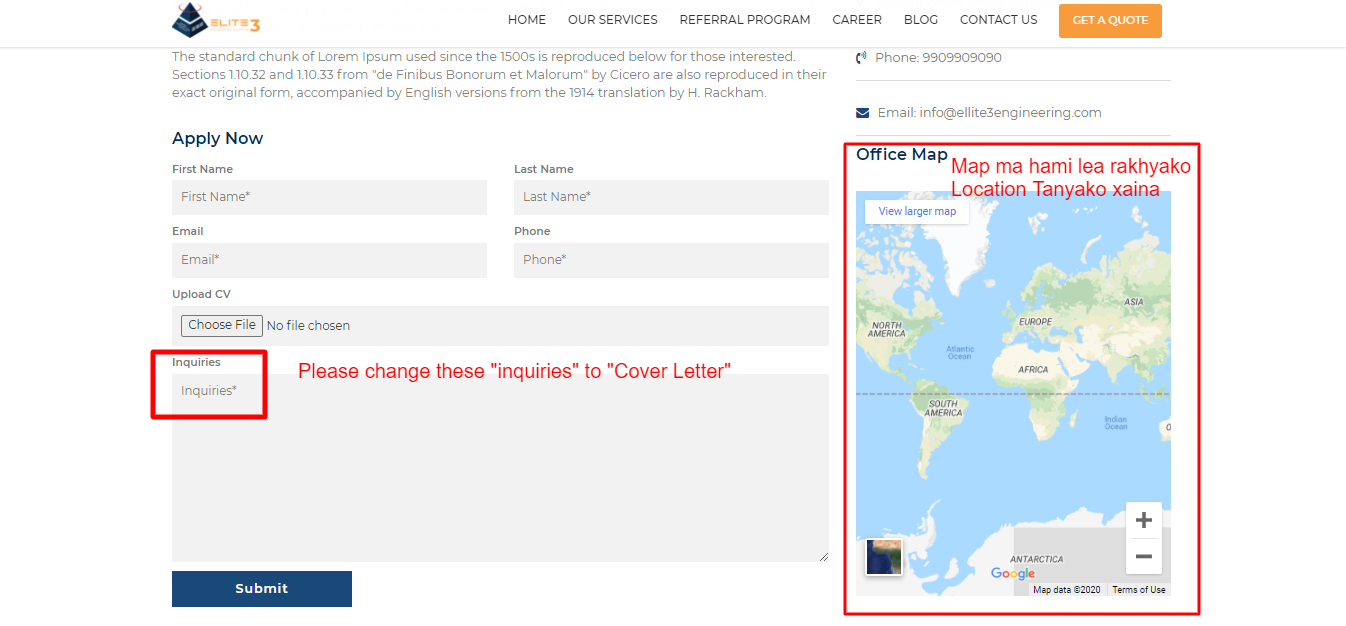 ELITE 3
HOME OUR SERVICES REFERRAL PROGRAM CAREER BLOG CONTACT US GET A QUOTE
The standard chunk of Lorem Ipsum used since the 1500s is reproduced below for those interested.
Sections 1.10.32 and 1.10.33 from "de Finibus Bonorum et Malorum" by Cicero are also reproduced in their
exact original form, accompanied by English versions from the 1914 translation by H. Rackham.
Apply Now
First Name
Last Name
First Name*
Last Name*
Email
Phone
Email*
Phone*
Upload CV
Choose File No file chosen
Inquiries
Inquiries*
Please change these "inquiries" to "Cover Letter"
Submit
Phone: 9909909090
Email: info@ellite3engineering.com
Office Map
Map ma hami lea rakhyako
Location Tanyako xaina
View larger map
ASIA
NORTH
AMERICA
EUROPE
Atlantic
Ocean
AFRICA
SOUTH
AMERICA
Indian
Ocean
O
ANTARCTICA
Google
Map data ©2020 Terms of Use